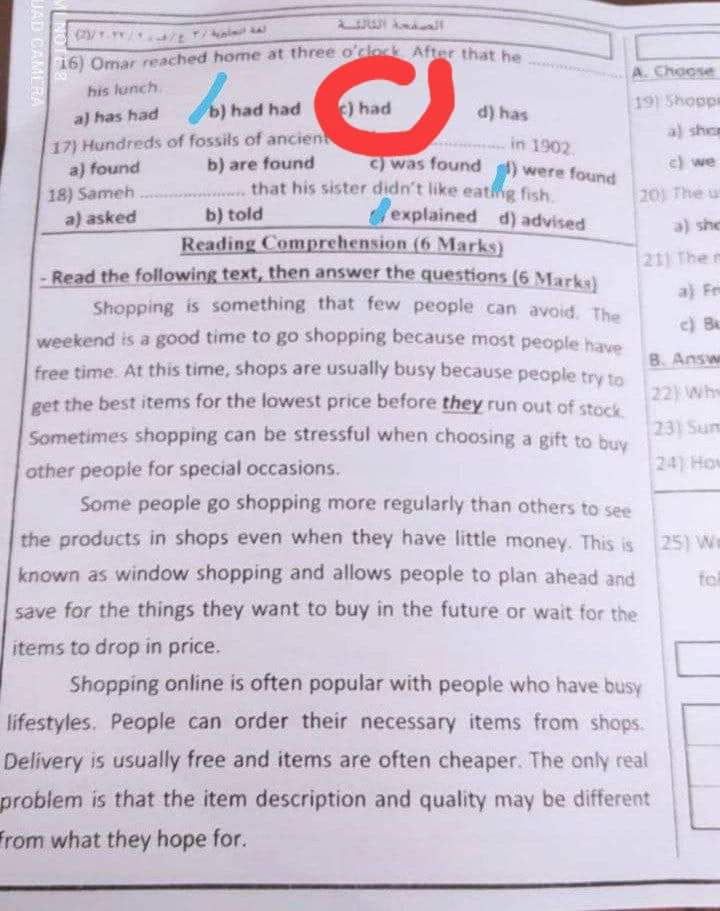 الصفحة الثالثة
16) Omar reached home at three o'clock. After that he ....................
his lunch.
a) has had b) had had c) had d) has
17) Hundreds of fossils of ancient .................... in 1902.
a) found b) are found c) was found d) were found
18) Sameh .................... that his sister didn't like eating fish.
a) asked b) told explained d) advised
Reading Comprehension (6 Marks)
- Read the following text, then answer the questions (6 Marks)
Shopping is something that few people can avoid. The
weekend is a good time to go shopping because most people have
free time. At this time, shops are usually busy because people try to
get the best items for the lowest price before they run out of stock.
Sometimes shopping can be stressful when choosing a gift to buy
other people for special occasions.
Some people go shopping more regularly than others to see
the products in shops even when they have little money. This is
known as window shopping and allows people to plan ahead and
save for the things they want to buy in the future or wait for the
items to drop in price.
Shopping online is often popular with people who have busy
lifestyles. People can order their necessary items from shops.
Delivery is usually free and items are often cheaper. The only real
problem is that the item description and quality may be different
from what they hope for.
A. Choose
19)
a)
c) we
20) The
a)
21) The
a)
c)
B.
22)
23)
24)
25)
UAD CAMERA